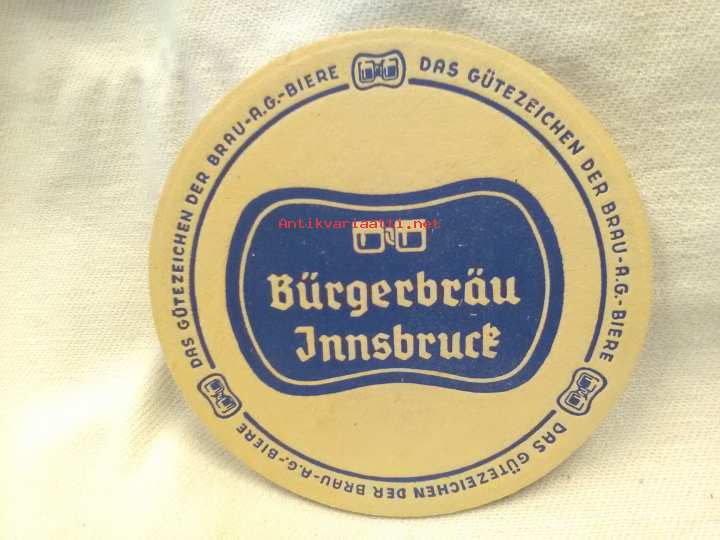 DAS GÜTEZEICHEN DER BRAU-A.G.-BIERE
DAS GÜTEZEICHEN DER BRAU-A.G.-BIERE
DAS GÜTEZEICHEN DER BRAU-A.G.-BIERE
Antikvariaatti.net
Bürgerbräu
Innsbruck